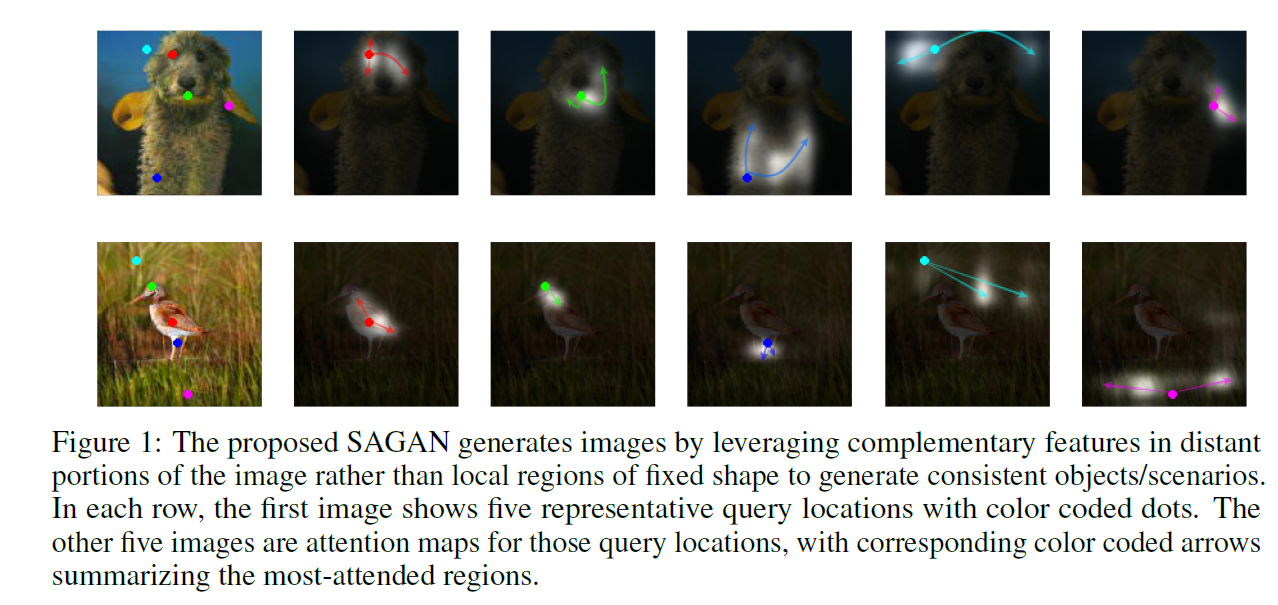 Figure 1: The proposed SAGAN generates images by leveraging complementary features in distant
portions of the image rather than local regions of fixed shape to generate consistent objects/scenarios.
In each row, the first image shows five representative query locations with color coded dots. The
other five images are attention maps for those query locations, with corresponding color coded arrows
summarizing the most-attended regions.